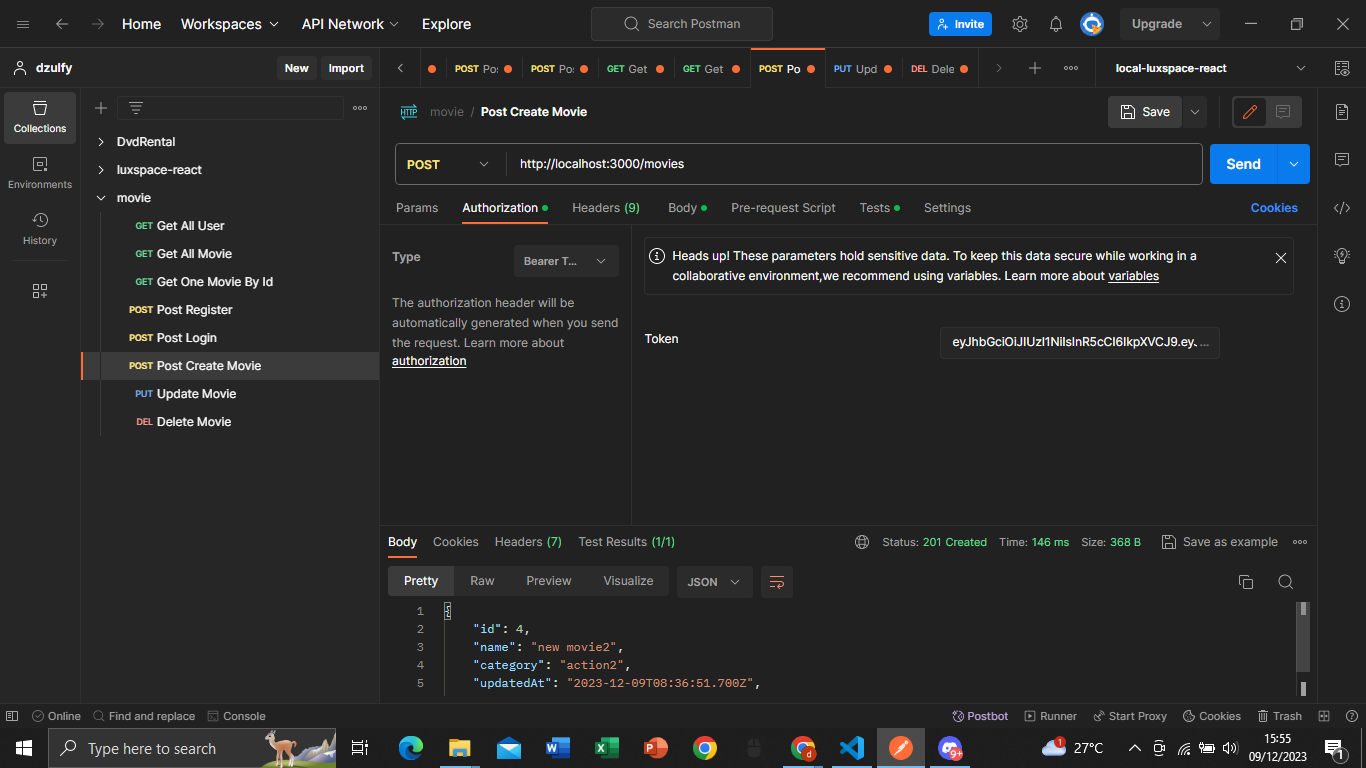 Home Workspaces API Network Explore Search Postman Invite Upgrade
dzulfy New Import
POST Po: POST Po: GET Get GET Get POST Po PUT Upd DEL Dele local-luxspace-react
Collections
Environments
History
DvdRental
luxspace-react
movie
GET Get All User
GET Get All Movie
GET Get One Movie By Id
POST Post Register
POST Post Login
POST Post Create Movie
PUT Update Movie
DEL Delete Movie
HTTP movie / Post Create Movie Save
POST http://localhost:3000/movies Send
Params Authorization Headers (9) Body Pre-request Script Tests Settings Cookies
Type Bearer T...
The authorization header will be
automatically generated when you send
the request. Learn more about
authorization
Heads up! These parameters hold sensitive data. To keep this data secure while working in a
collaborative environment,we recommend using variables. Learn more about variables
Token
Body Cookies Headers (7) Test Results (1/1) Status: 201 Created Time: 146 ms Size: 368 B Save as example
Pretty Raw Preview Visualize JSON
1 {
2 "id": 4,
3 "name": "new movie2",
4 "category": "action2",
5 "updatedAt": "2023-12-09T08:36:51.700Z",
Online Find and replace Console Postbot Runner Start Proxy Cookies Trash
Type here to search 9+ 1 27°C 15:55
09/12/2023 1